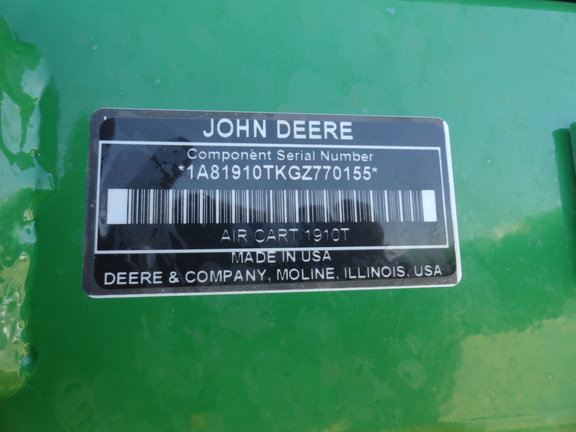 JOHN DEERE
Component Serial Number
*1A81910TKGZ770155*
AIR CART 1910T
MADE IN USA
DEERE & COMPANY, MOLINE, ILLINOIS. USA